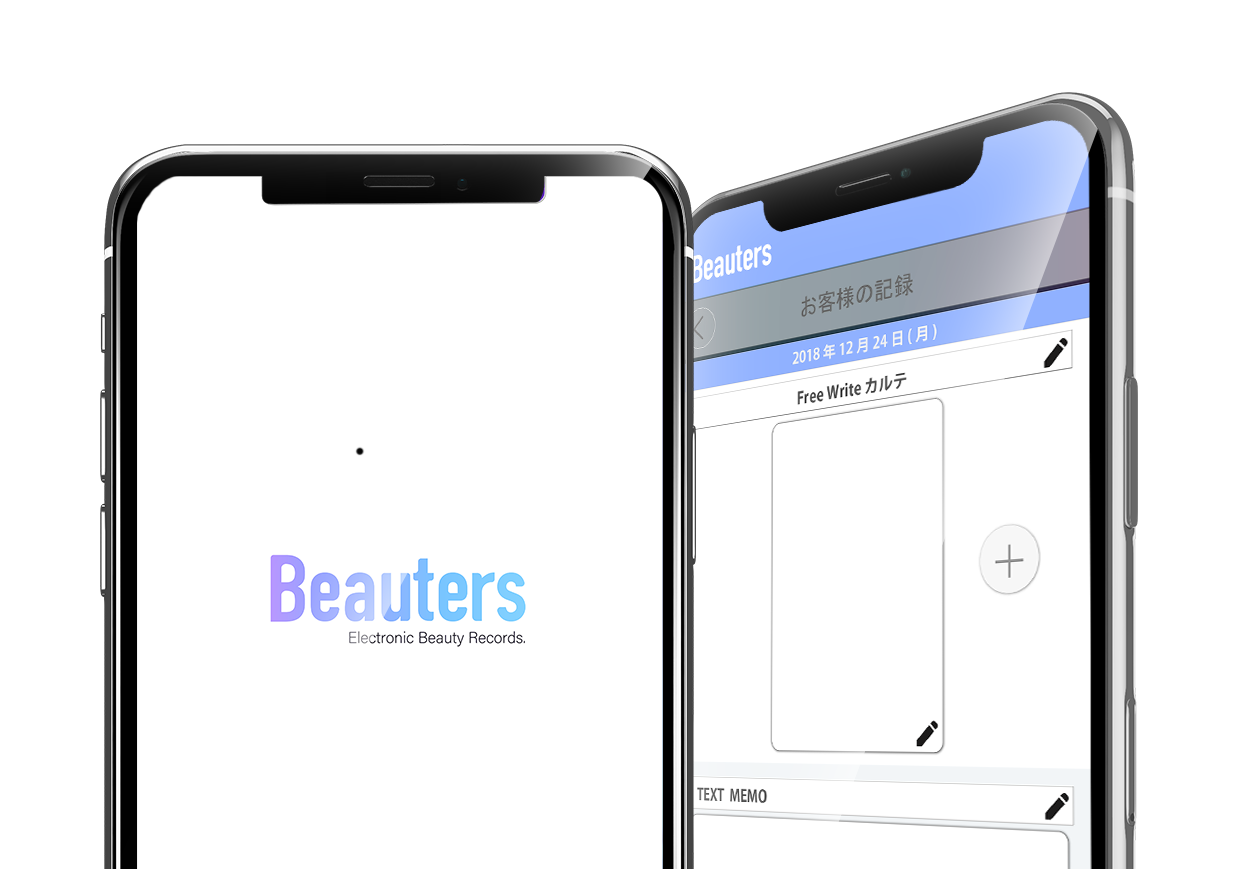 Beauters
Electronic Beauty Records.
Beauters
お客様の記録
2018 年 12 月 24 日 ( 月 )
Free Write カルテ
TEXT MEMO